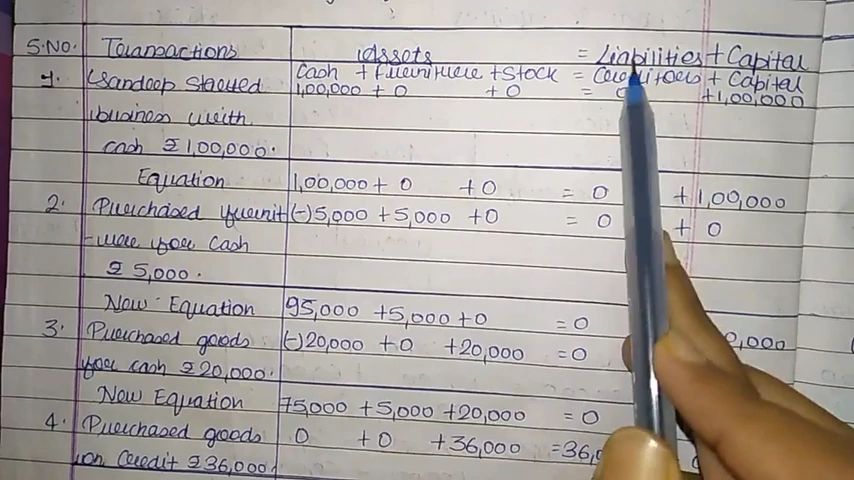 S.NO. Transactions Assets = Liabilities + Capital
1. Sandeep Started Cash + Furniture + Stock = Creditors + Capital
1,00,000 + 0 + 0 = + 1,00,000
business with
cash ₹ 1,00,000.
Equation 1,00,000 + 0 + 0 = 0 + 1,00,000
2. Purchased furnit (-) 5,000 + 5,000 + 0 = 0 + 0
-ure for Cash
₹ 5,000.
New Equation 95,000 + 5,000 + 0 = 0
3. Purchased goods (-) 20,000 + 0 + 20,000 = 0
for cash ₹ 20,000.
New Equation 75,000 + 5,000 + 20,000 = 0
4. Purchased goods 0 + 0 + 36,000 =
on Credit ₹ 36,000